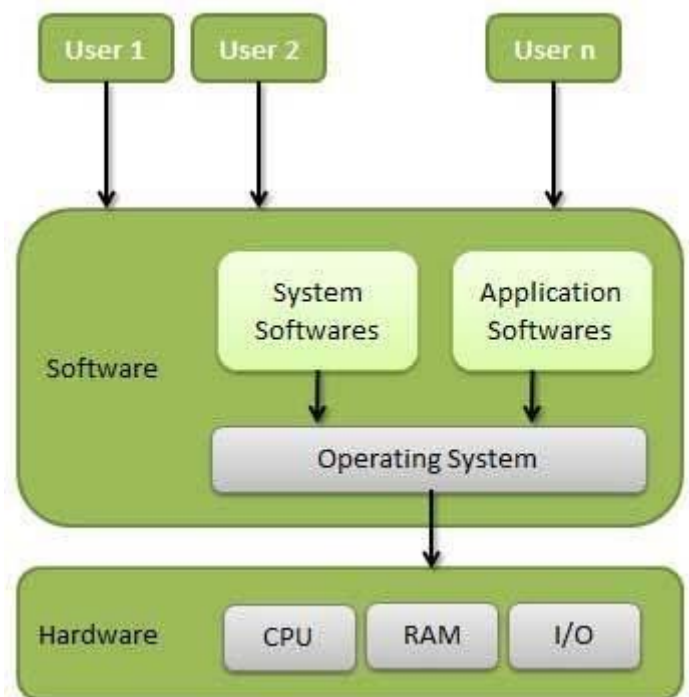 User 1
User 2
User n
System
Softwares
Application
Softwares
Software
Operating System
Hardware
CPU
RAM
I/O